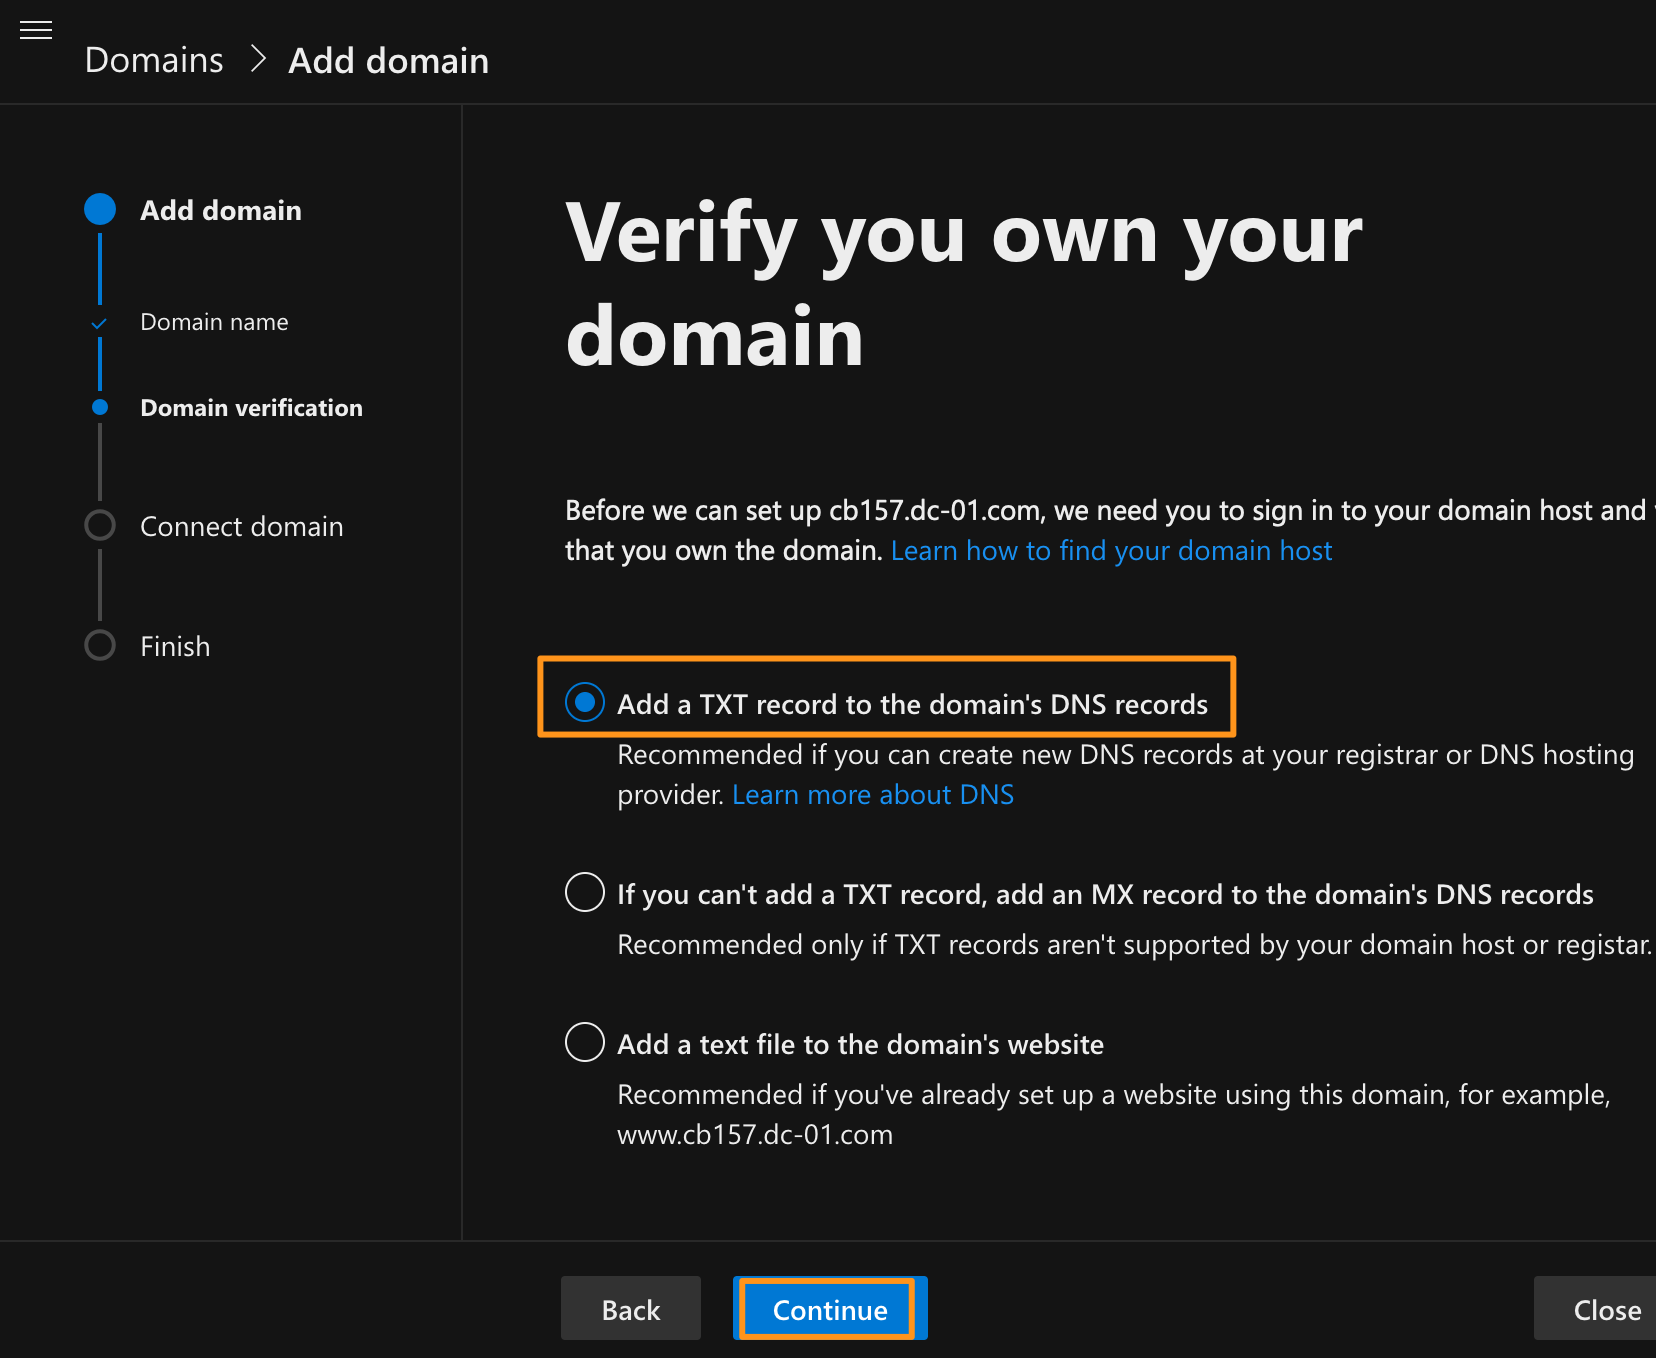 Domains > Add domain
Add domain
Domain name
Domain verification
Connect domain
Finish
Verify you own your
domain
Before we can set up cb157.dc-01.com, we need you to sign in to your domain host and
that you own the domain. Learn how to find your domain host
Add a TXT record to the domain's DNS records
Recommended if you can create new DNS records at your registrar or DNS hosting
provider. Learn more about DNS
If you can't add a TXT record, add an MX record to the domain's DNS records
Recommended only if TXT records aren't supported by your domain host or registar.
Add a text file to the domain's website
Recommended if you've already set up a website using this domain, for example,
www.cb157.dc-01.com
Back
Continue
Close